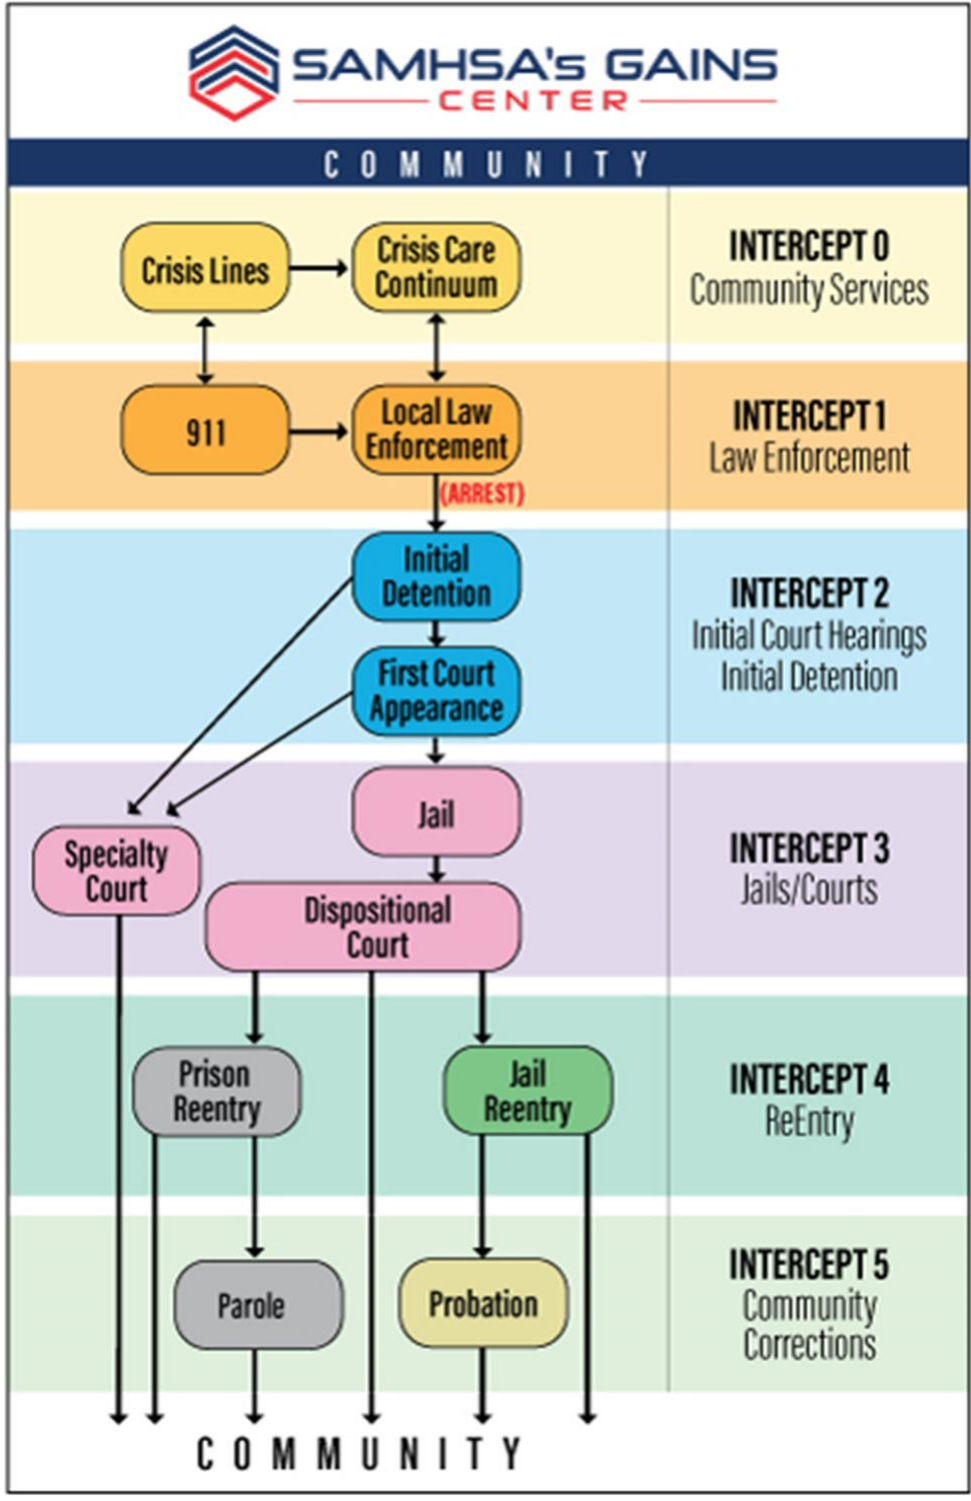 SAMHSA's GAINS
CENTER
COMMUNITY
Crisis Lines
Crisis Care
Continuum
INTERCEPT 0
Community Services
911
Local Law
Enforcement
(ARREST)
INTERCEPT 1
Law Enforcement
Initial
Detention
First Court
Appearance
INTERCEPT 2
Initial Court Hearings
Initial Detention
Jail
Specialty
Court
Dispositional
Court
INTERCEPT 3
Jails/Courts
Prison
Reentry
Jail
Reentry
INTERCEPT 4
ReEntry
Parole
Probation
INTERCEPT 5
Community
Corrections
COMMUNITY